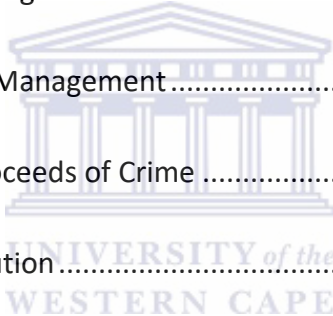 Management ....................
oceeds of Crime ................
ution ................................
UNIVERSITY of the
WESTERN CAPE